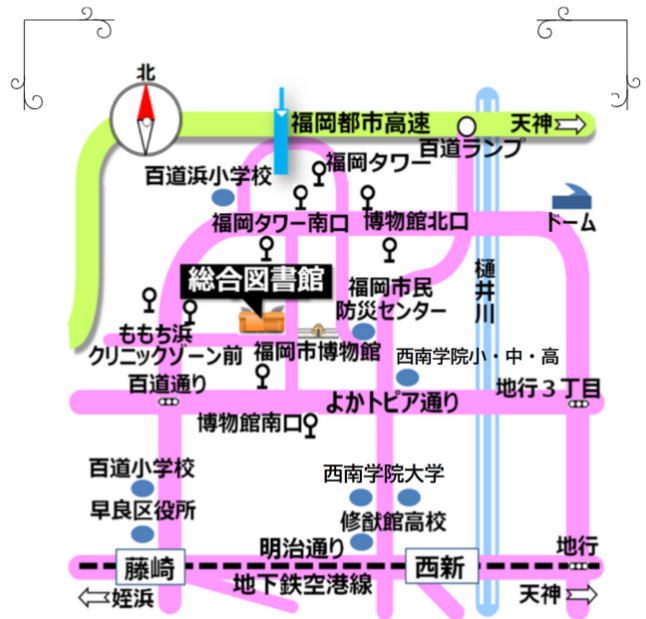 北
福岡都市高速
天神
百道ランプ
福岡タワー
百道浜小学校
ドーム
福岡タワー南口
博物館北口
樋井川
総合図書館
福岡市民
防災センター
ももち浜
クリニックゾーン前
福岡市博物館
西南学院小・中・高
百道通り
地行3丁目
よかトピア通り
博物館南口
百道小学校
西南学院大学
早良区役所
修猷館高校
明治通り
地行
藤崎
西新
地下鉄空港線
姪浜
天神